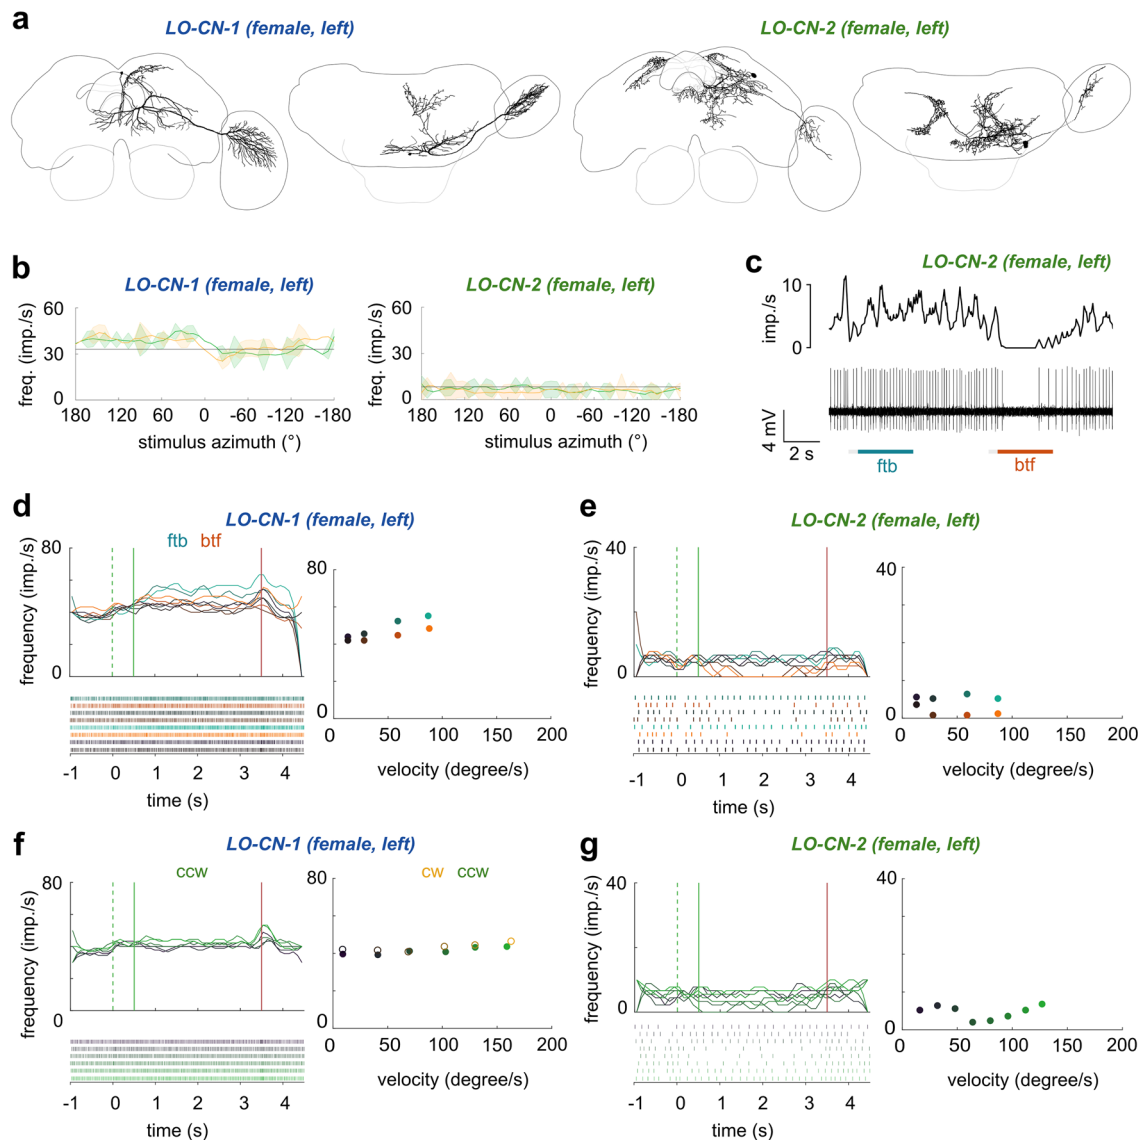 a
LO-CN-1 (female, left)
LO-CN-2 (female, left)
b
LO-CN-1 (female, left)
LO-CN-2 (female, left)
freq. (imp./s)
60
30
0
180 120 60 0 -60 -120 -180
stimulus azimuth (°)
freq. (imp./s)
60
30
0
180 120 60 0 -60 -120 -180
stimulus azimuth (°)
c
LO-CN-2 (female, left)
imp./s
10
0
4 mV
2 s
ftb
btf
d
LO-CN-1 (female, left)
ftb btf
frequency (imp./s)
80
0
-1 0 1 2 3 4
time (s)
80
0
0 50 100 150 200
velocity (degree/s)
e
LO-CN-2 (female, left)
frequency (imp./s)
40
0
-1 0 1 2 3 4
time (s)
40
0
0 50 100 150 200
velocity (degree/s)
f
LO-CN-1 (female, left)
ccw
frequency (imp./s)
80
0
-1 0 1 2 3 4
time (s)
cw ccw
80
0
0 50 100 150 200
velocity (degree/s)
g
LO-CN-2 (female, left)
frequency (imp./s)
40
0
-1 0 1 2 3 4
time (s)
40
0
0 50 100 150 200
velocity (degree/s)